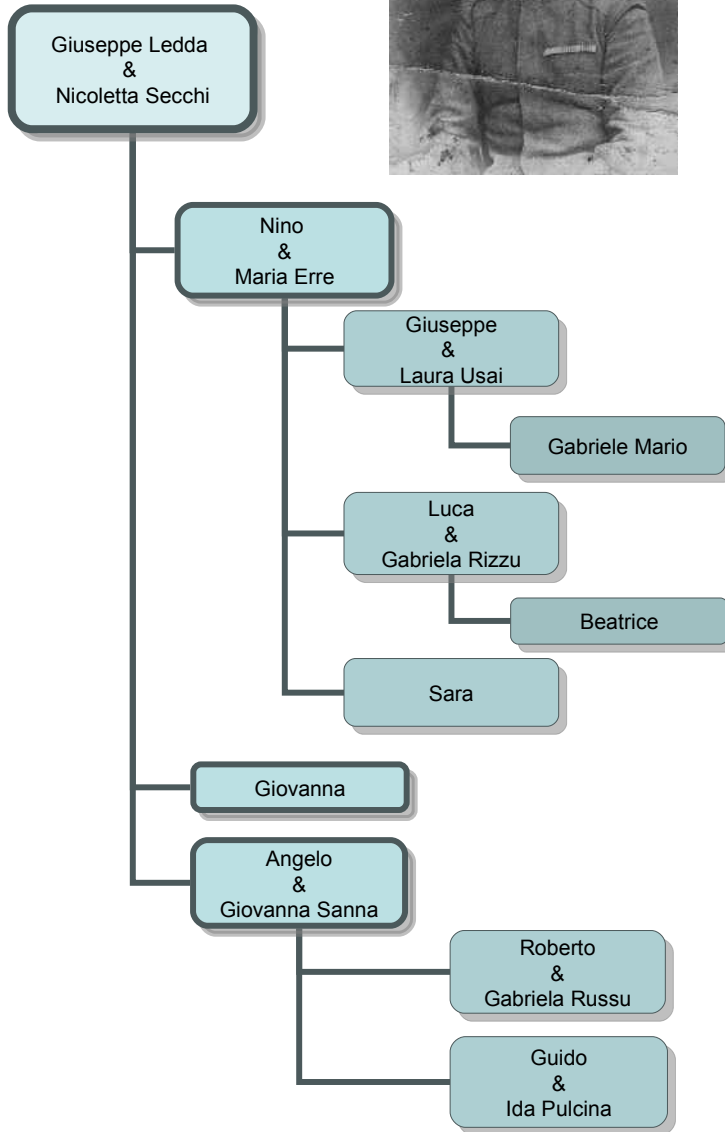 Giuseppe Ledda
&
Nicoletta Secchi
Nino
&
Maria Erre
Giuseppe
&
Laura Usai
Gabriele Mario
Luca
&
Gabriela Rizzu
Beatrice
Sara
Giovanna
Angelo
&
Giovanna Sanna
Roberto
&
Gabriela Russu
Guido
&
Ida Pulcina